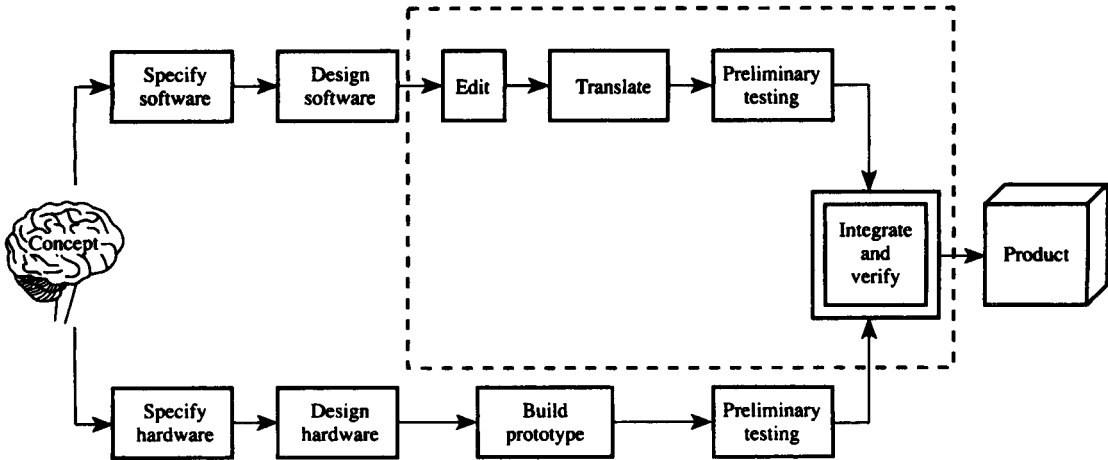 Specify
software
Design
software
Edit
Translate
Preliminary
testing
Concept
Integrate
and
verify
Product
Specify
hardware
Design
hardware
Build
prototype
Preliminary
testing